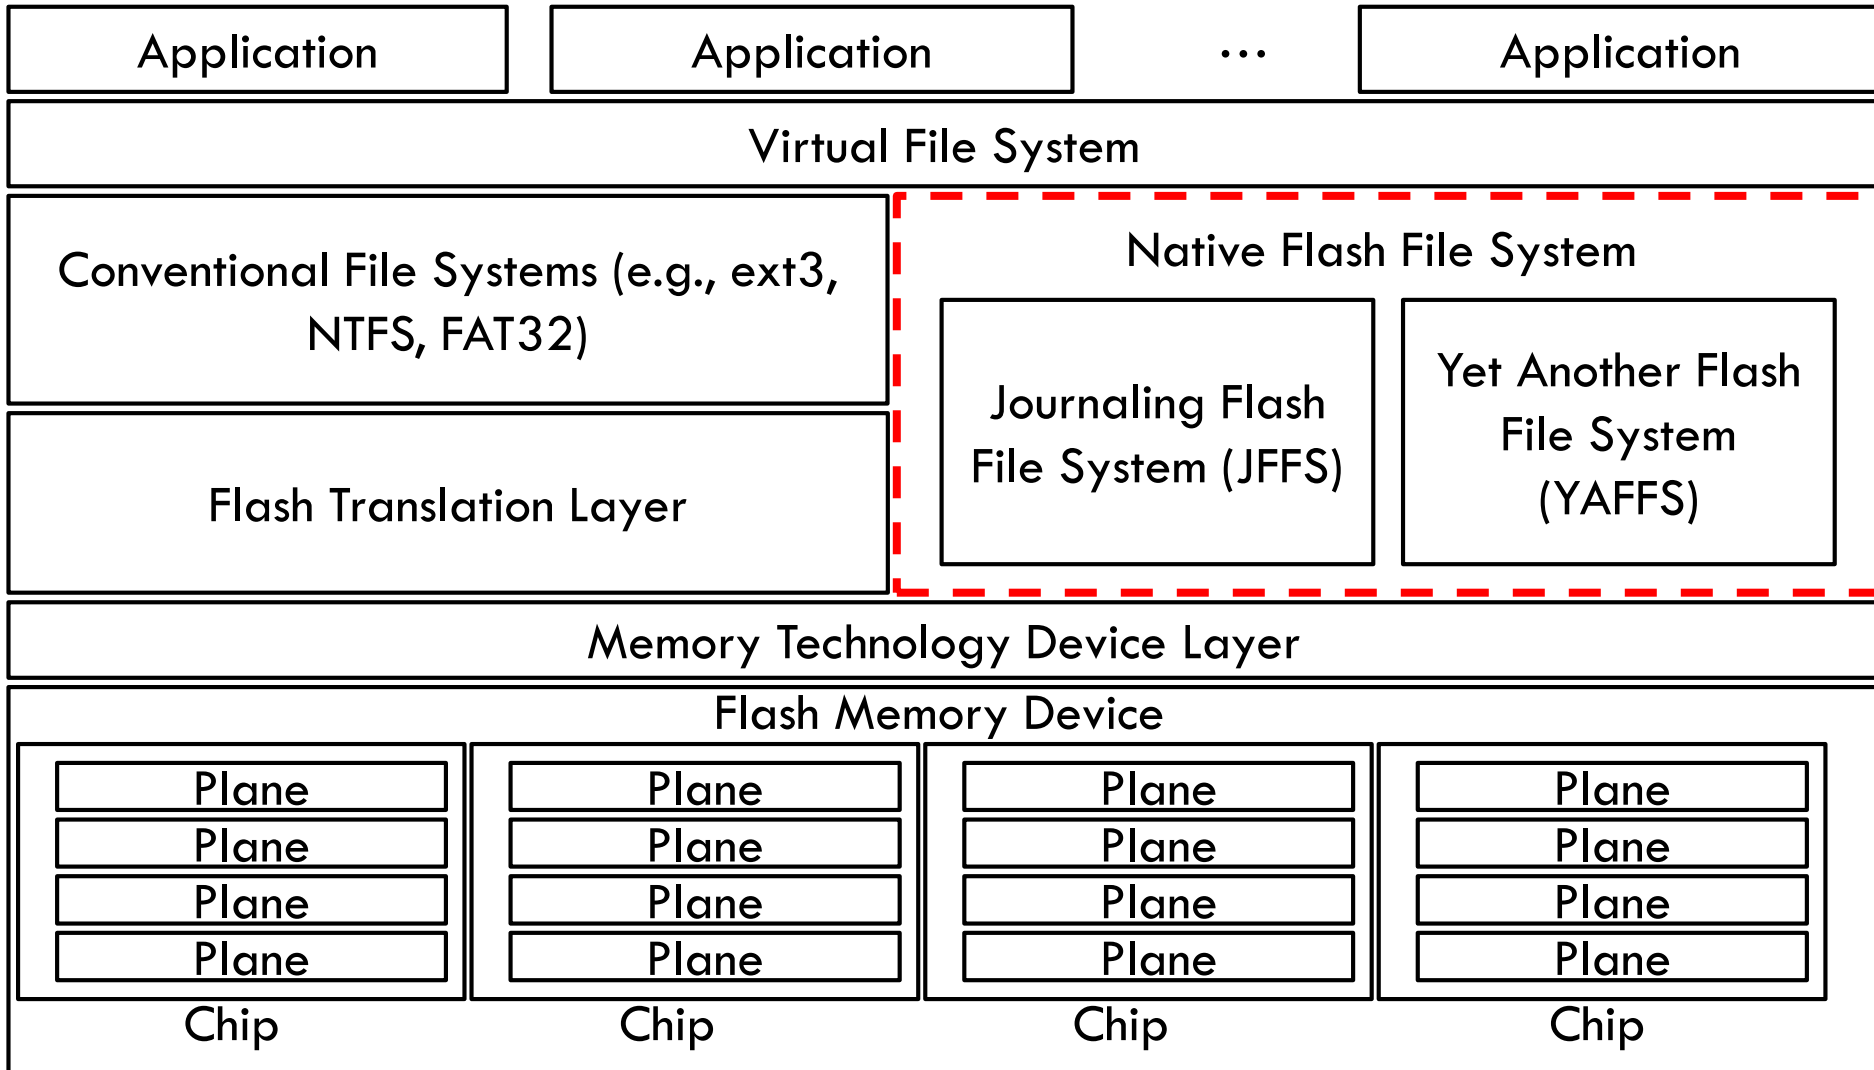 Application
Application
...
Application
Virtual File System
Conventional File Systems (e.g., ext3,
NTFS, FAT32)
Flash Translation Layer
Native Flash File System
Journaling Flash
File System (JFFS)
Yet Another Flash
File System
(YAFFS)
Memory Technology Device Layer
Flash Memory Device
Plane
Plane
Plane
Plane
Chip
Plane
Plane
Plane
Plane
Chip
Plane
Plane
Plane
Plane
Chip
Plane
Plane
Plane
Plane
Chip